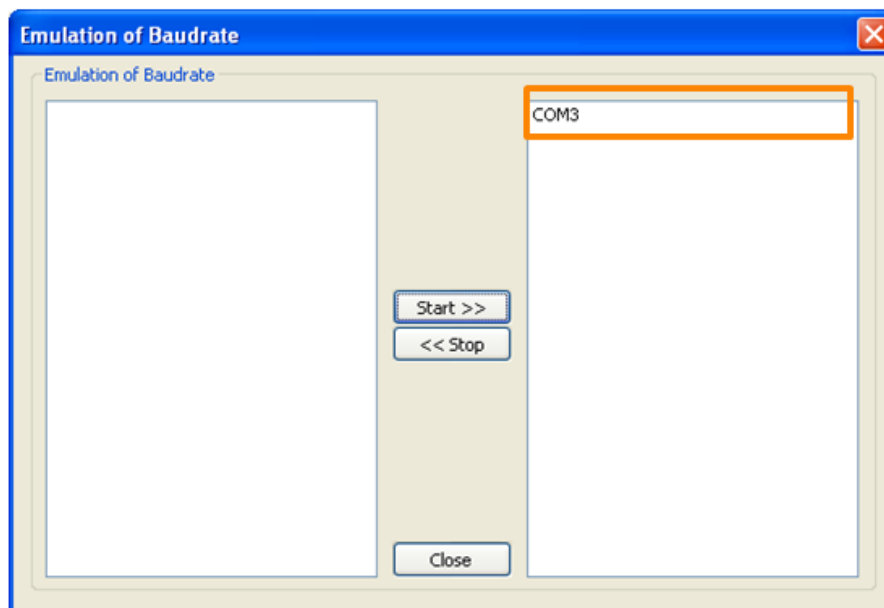 Emulation of Baudrate
Emulation of Baudrate
COM3
Start >>
<< Stop
Close